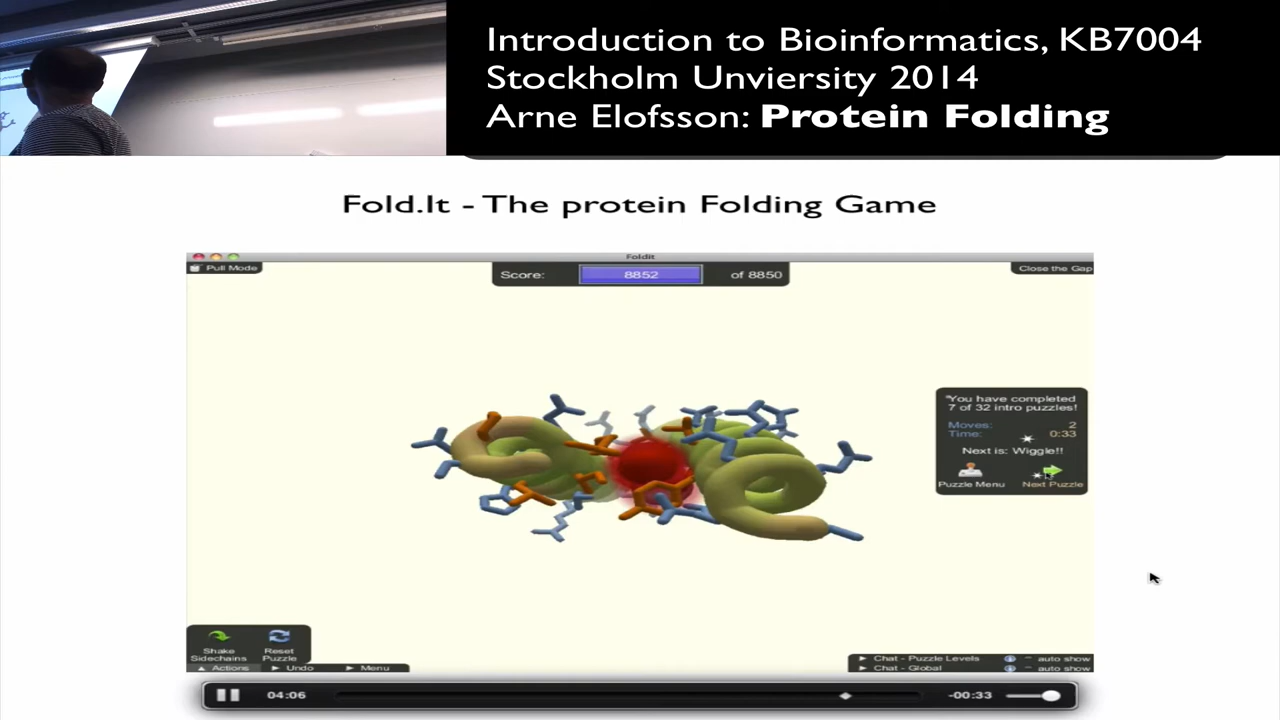 Introduction to Bioinformatics, KB7004
Stockholm Unviersity 2014
Arne Elofsson: Protein Folding
Fold.It - The protein Folding Game
Foldit
Pull Mode
Score: 8852 of 8850
Close the Gap
"You have completed
7 of 32 intro puzzles!
Moves: 2
Time: 0:33
Next is: Wiggle!!
Puzzle Menu Next Puzzle
Shake Sidechains
Reset Puzzle
Actions Undo Menu
Chat - Puzzle Levels auto show
Chat - Global auto show
04:06 -00:33